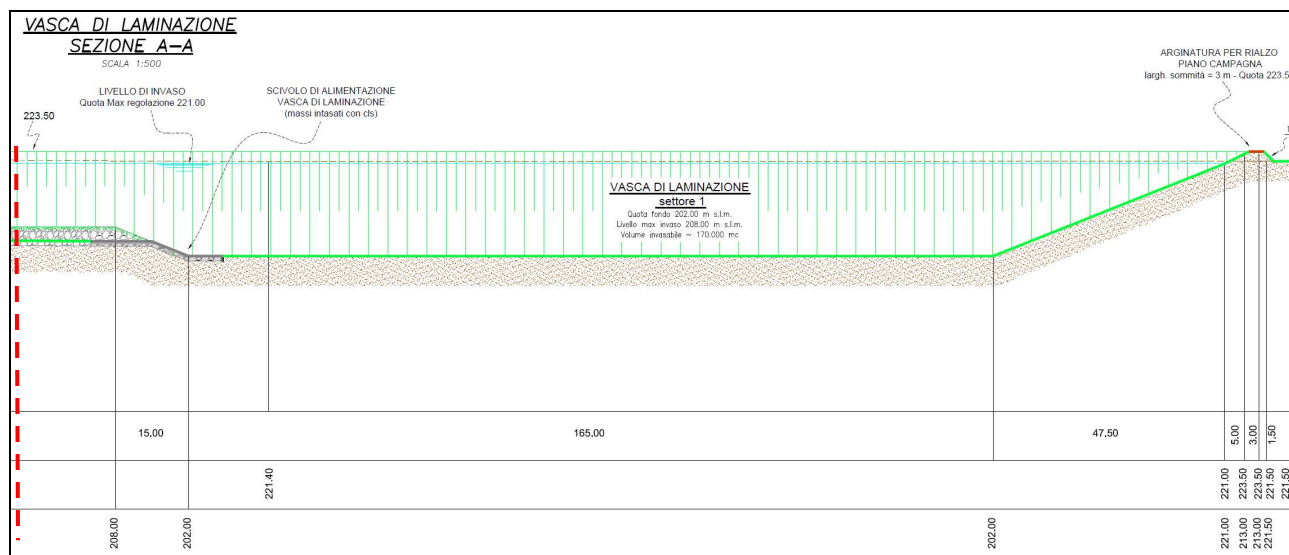 VASCA DI LAMINAZIONE
SEZIONE A-A
SCALA 1:500
LIVELLO DI INVASO
Quota Max regolazione 221.00
SCIVOLO DI ALIMENTAZIONE
VASCA DI LAMINAZIONE
(massi intasati con cls)
ARGINATURA PER RIALZO
PIANO CAMPAGNA
largh. sommità = 3 m - Quota 223.5
223.50
VASCA DI LAMINAZIONE
settore 1
Quota fondo 202.00 m s.l.m.
Livello max invaso 208.00 m s.l.m.
Volume invasabile ~ 170.000 mc
15.00
165.00
47.50
5.00
3.00
1.50
221.40
221.00
223.50
223.50
221.50
221.50
208.00
202.00
202.00
221.00
213.00
213.00
221.50